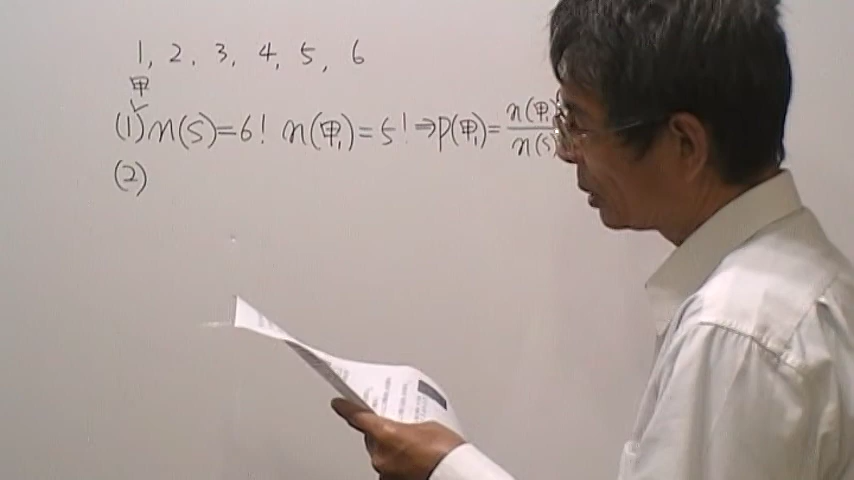 1, 2, 3, 4, 5, 6
甲
(1) n(S)=6! n(甲₁)=5! ⇒P(甲₁)=n(甲₁)/n(S)
(2)